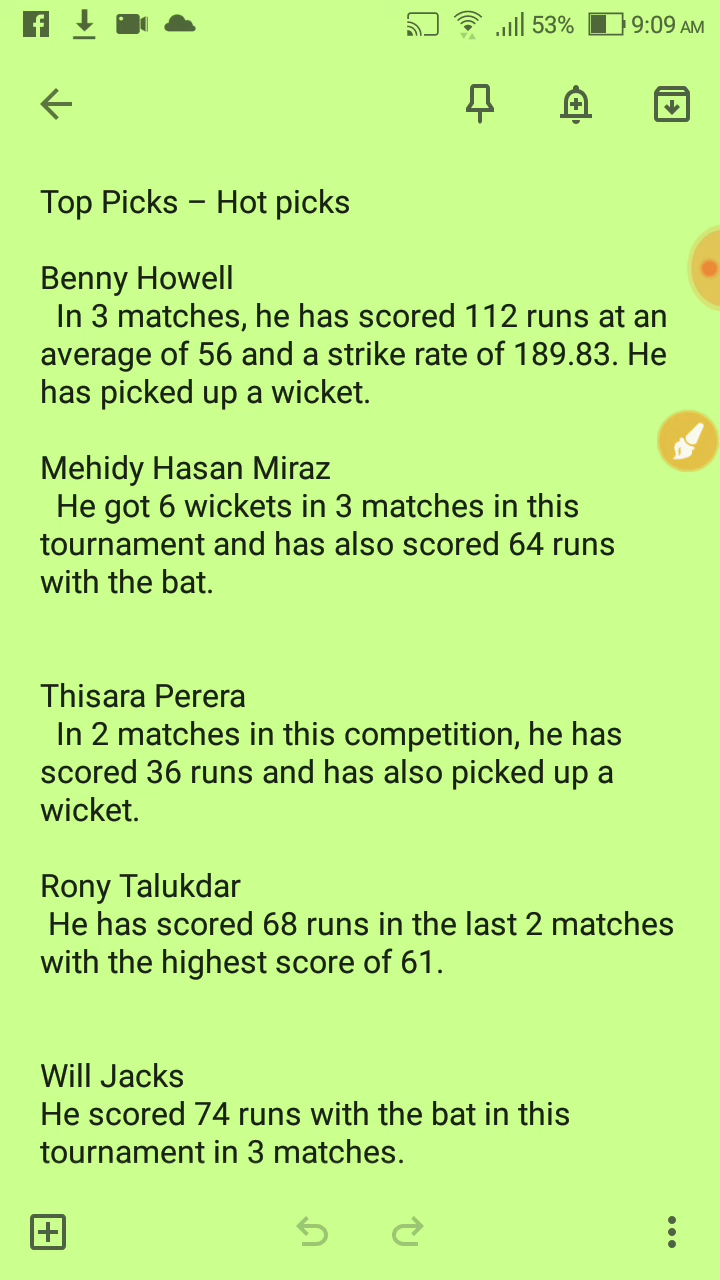 53% 9:09 AM
Top Picks – Hot picks
Benny Howell
In 3 matches, he has scored 112 runs at an
average of 56 and a strike rate of 189.83. He
has picked up a wicket.
Mehidy Hasan Miraz
He got 6 wickets in 3 matches in this
tournament and has also scored 64 runs
with the bat.
Thisara Perera
In 2 matches in this competition, he has
scored 36 runs and has also picked up a
wicket.
Rony Talukdar
He has scored 68 runs in the last 2 matches
with the highest score of 61.
Will Jacks
He scored 74 runs with the bat in this
tournament in 3 matches.